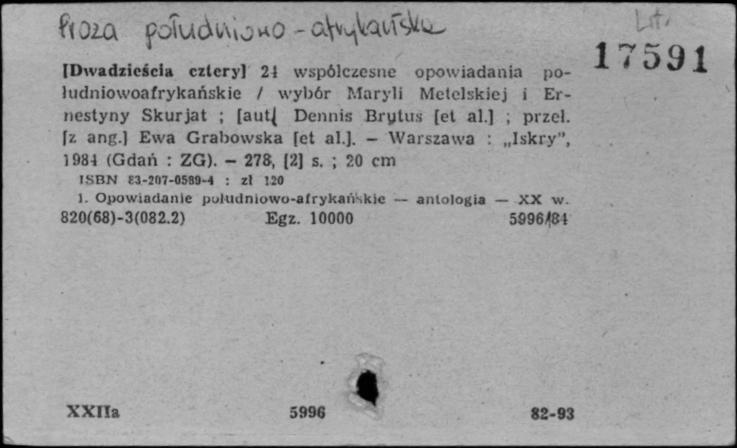 Proza południowo-afrykańska
Lit.
17591
[Dwadzieścia cztery] 24 współczesne opowiadania po-
łudniowoafrykańskie / wybór Maryli Metelskiej i Er-
nestyny Skurjat ; [aut[ Dennis Brytus [et al.] ; przeł.
[z ang.] Ewa Grabowska [et al.]. — Warszawa : „Iskry”,
1984 (Gdań : ZG). — 278, [2] s. ; 20 cm
ISBN 83-207-0589-4 : zł 120
1. Opowiadanie południowo-afrykańskie — antologia — XX w.
820(68)-3(082.2) Egz. 10000 5996/84
XXIIa 5996 82-93